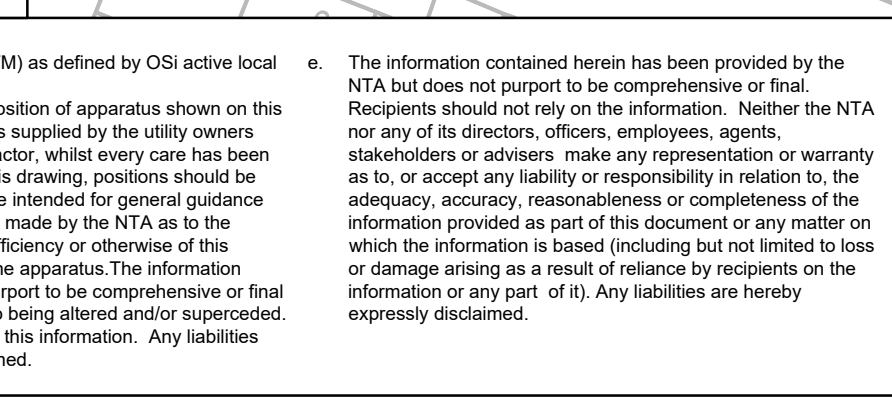 M) as defined by OSi active local
osition of apparatus shown on this
s supplied by the utility owners
actor, whilst every care has been
is drawing, positions should be
e intended for general guidance
made by the NTA as to the
fficiency or otherwise of this
he apparatus.The information
rport to be comprehensive or final
o being altered and/or superceded.
this information.  Any liabilities
ned.
e. The information contained herein has been provided by the
NTA but does not purport to be comprehensive or final.
Recipients should not rely on the information.  Neither the NTA
nor any of its directors, officers, employees, agents,
stakeholders or advisers  make any representation or warranty
as to, or accept any liability or responsibility in relation to, the
adequacy, accuracy, reasonableness or completeness of the
information provided as part of this document or any matter on
which the information is based (including but not limited to loss
or damage arising as a result of reliance by recipients on the
information or any part  of it). Any liabilities are hereby
expressly disclaimed.